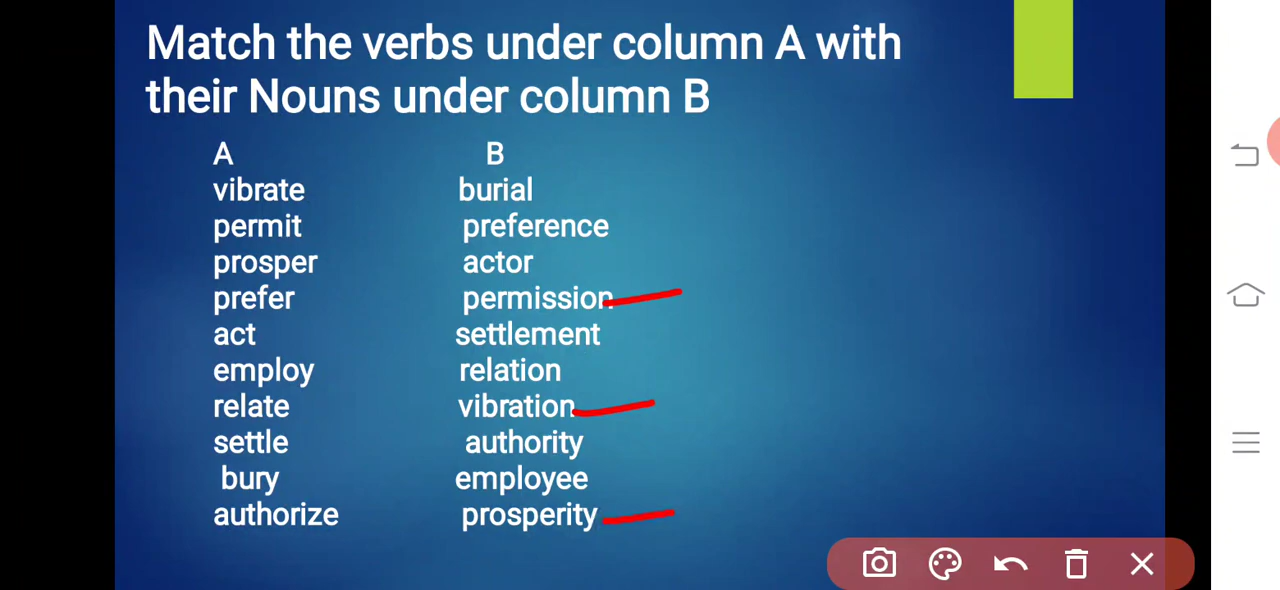 Match the verbs under column A with
their Nouns under column B
A B
vibrate burial
permit preference
prosper actor
prefer permission
act settlement
employ relation
relate vibration
settle authority
bury employee
authorize prosperity